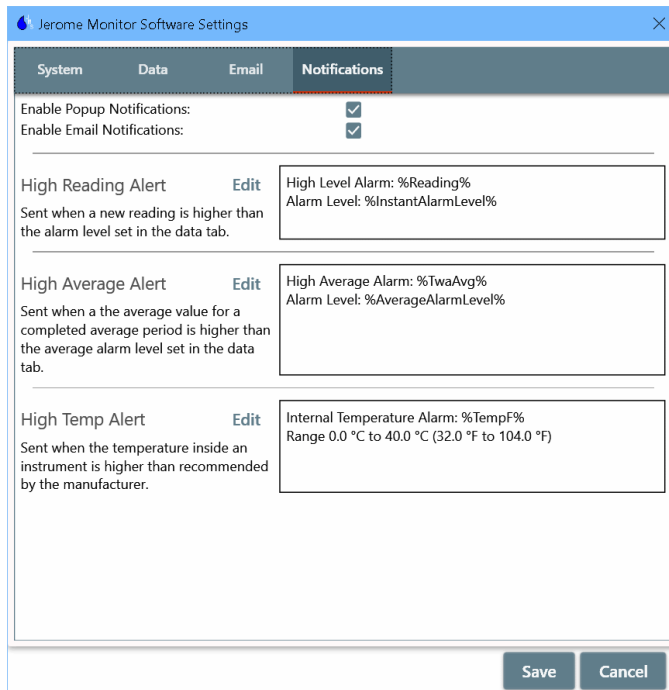 Jerome Monitor Software Settings
System Data Email Notifications
Enable Popup Notifications:
Enable Email Notifications:
High Reading Alert Edit
Sent when a new reading is higher than
the alarm level set in the data tab.
High Level Alarm: %Reading%
Alarm Level: %InstantAlarmLevel%
High Average Alert Edit
Sent when a the average value for a
completed average period is higher than
the average alarm level set in the data
tab.
High Average Alarm: %TwaAvg%
Alarm Level: %AverageAlarmLevel%
High Temp Alert Edit
Sent when the temperature inside an
instrument is higher than recommended
by the manufacturer.
Internal Temperature Alarm: %TempF%
Range 0.0 °C to 40.0 °C (32.0 °F to 104.0 °F)
Save Cancel